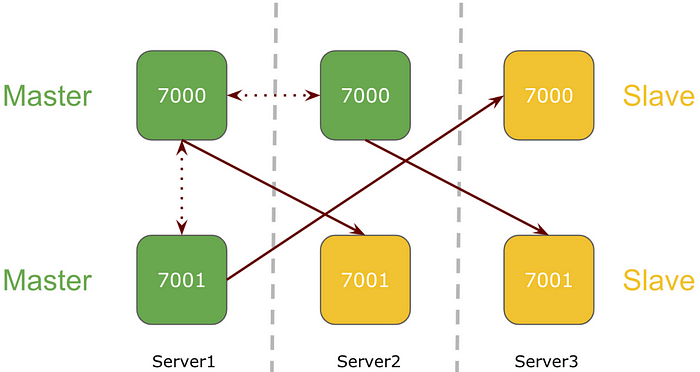 Master 7000 7000 7000 Slave
Master 7001 7001 7001 Slave
Server1 Server2 Server3